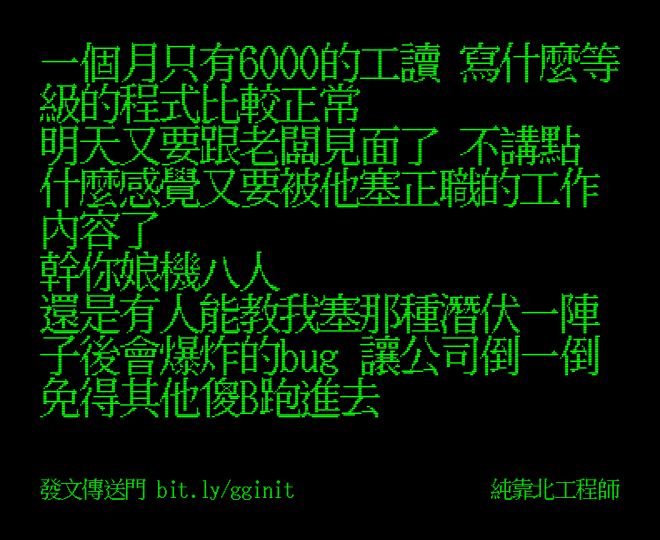 一個月只有6000的工讀 寫什麼等
級的程式比較正常
明天又要跟老闆見面了 不講點
什麼感覺又要被他塞正職的工作
內容了
幹你娘機八人
還是有人能教我塞那種潛伏一陣
子後會爆炸的bug 讓公司倒一倒
免得其他傻B跑進去
發文傳送門 bit.ly/gginit
純靠北工程師